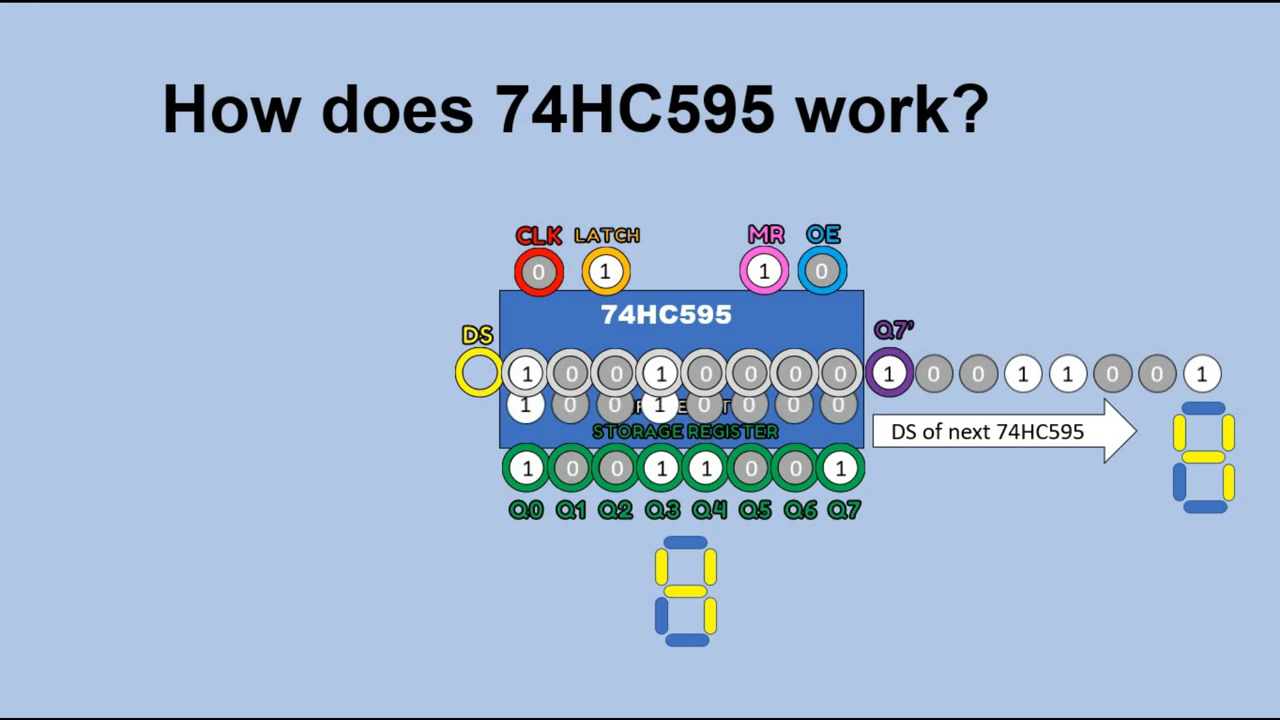 How does 74HC595 work?
CLK LATCH MR OE
0 1 1 0
74HC595
DS Q7'
1 0 0 1 0 0 0 0 1 0 0 1 1 0 0 1
1 0 0 1 0 0 0 0
STORAGE REGISTER
DS of next 74HC595
1 0 0 1 1 0 0 1
Q0 Q1 Q2 Q3 Q4 Q5 Q6 Q7